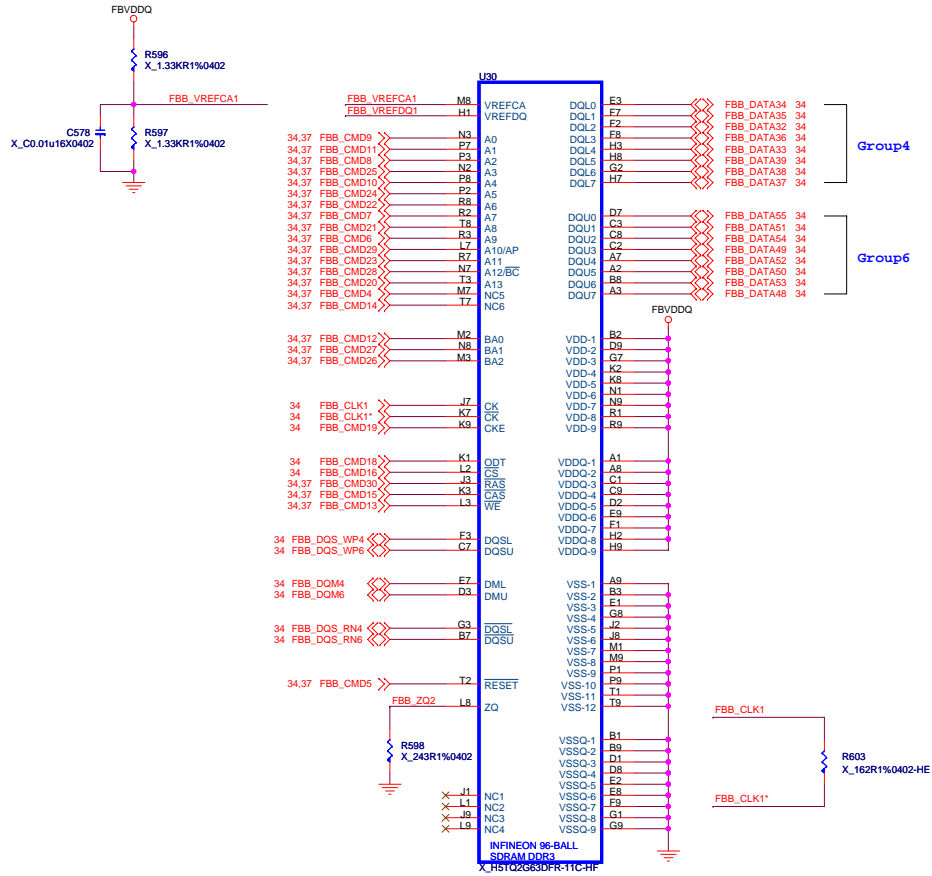 FBVDDQ
R596
X_1.33KR1%0402
FBB_VREFCA1
C578
X_C0.01u16X0402
R597
X_1.33KR1%0402
U30
FBB_VREFCA1 M8 VREFCA
FBB_VREFDQ1 H1 VREFDQ
34,37 FBB_CMD9 N3 A0
34,37 FBB_CMD11 P7 A1
34,37 FBB_CMD8 P3 A2
34,37 FBB_CMD25 N2 A3
34,37 FBB_CMD10 P8 A4
34,37 FBB_CMD24 P2 A5
34,37 FBB_CMD22 R8 A6
34,37 FBB_CMD7 R2 A7
34,37 FBB_CMD21 T8 A8
34,37 FBB_CMD6 R3 A9
34,37 FBB_CMD29 L7 A10/AP
34,37 FBB_CMD23 R7 A11
34,37 FBB_CMD28 N7 A12/BC
34,37 FBB_CMD20 T3 A13
34,37 FBB_CMD4 M7 NC5
34,37 FBB_CMD14 T7 NC6
34,37 FBB_CMD12 M2 BA0
34,37 FBB_CMD27 N8 BA1
34,37 FBB_CMD26 M3 BA2
34 FBB_CLK1 J7 CK
34 FBB_CLK1* K7 CK
34 FBB_CMD19 K9 CKE
34 FBB_CMD18 K1 ODT
34 FBB_CMD16 L2 CS
34,37 FBB_CMD30 J3 RAS
34,37 FBB_CMD15 K3 CAS
34,37 FBB_CMD13 L3 WE
34 FBB_DQS_WP4 F3 DQSL
34 FBB_DQS_WP6 C7 DQSU
34 FBB_DQM4 E7 DML
34 FBB_DQM6 D3 DMU
34 FBB_DQS_RN4 G3 DQSL
34 FBB_DQS_RN6 B7 DQSU
34,37 FBB_CMD5 T2 RESET
FBB_ZQ2 L8 ZQ
R598
X_243R1%0402
J1 NC1
L1 NC2
J9 NC3
L9 NC4
DQL0 E3 FBB_DATA34 34
DQL1 F7 FBB_DATA35 34
DQL2 F2 FBB_DATA32 34
DQL3 F8 FBB_DATA36 34
DQL4 H3 FBB_DATA33 34
DQL5 H8 FBB_DATA39 34
DQL6 G2 FBB_DATA38 34
DQL7 H7 FBB_DATA37 34
Group4
DQU0 D7 FBB_DATA55 34
DQU1 C3 FBB_DATA51 34
DQU2 C8 FBB_DATA54 34
DQU3 C2 FBB_DATA49 34
DQU4 A7 FBB_DATA52 34
DQU5 A2 FBB_DATA50 34
DQU6 B8 FBB_DATA53 34
DQU7 A3 FBB_DATA48 34
Group6
FBVDDQ
VDD-1 B2
VDD-2 D9
VDD-3 G7
VDD-4 K2
VDD-5 K8
VDD-6 N1
VDD-7 N9
VDD-8 R1
VDD-9 R9
VDDQ-1 A1
VDDQ-2 A8
VDDQ-3 C1
VDDQ-4 C9
VDDQ-5 D2
VDDQ-6 E9
VDDQ-7 F1
VDDQ-8 H2
VDDQ-9 H9
VSS-1 A9
VSS-2 B3
VSS-3 E1
VSS-4 G8
VSS-5 J2
VSS-6 J8
VSS-7 M1
VSS-8 M9
VSS-9 P1
VSS-10 P9
VSS-11 T1
VSS-12 T9
VSSQ-1 B1
VSSQ-2 B9
VSSQ-3 D1
VSSQ-4 D8
VSSQ-5 E2
VSSQ-6 E8
VSSQ-7 F9
VSSQ-8 G1
VSSQ-9 G9
INFINEON 96-BALL
SDRAM DDR3
X_H5TQ2G63DFR-11C-HF
FBB_CLK1
R603
X_162R1%0402-HE
FBB_CLK1*